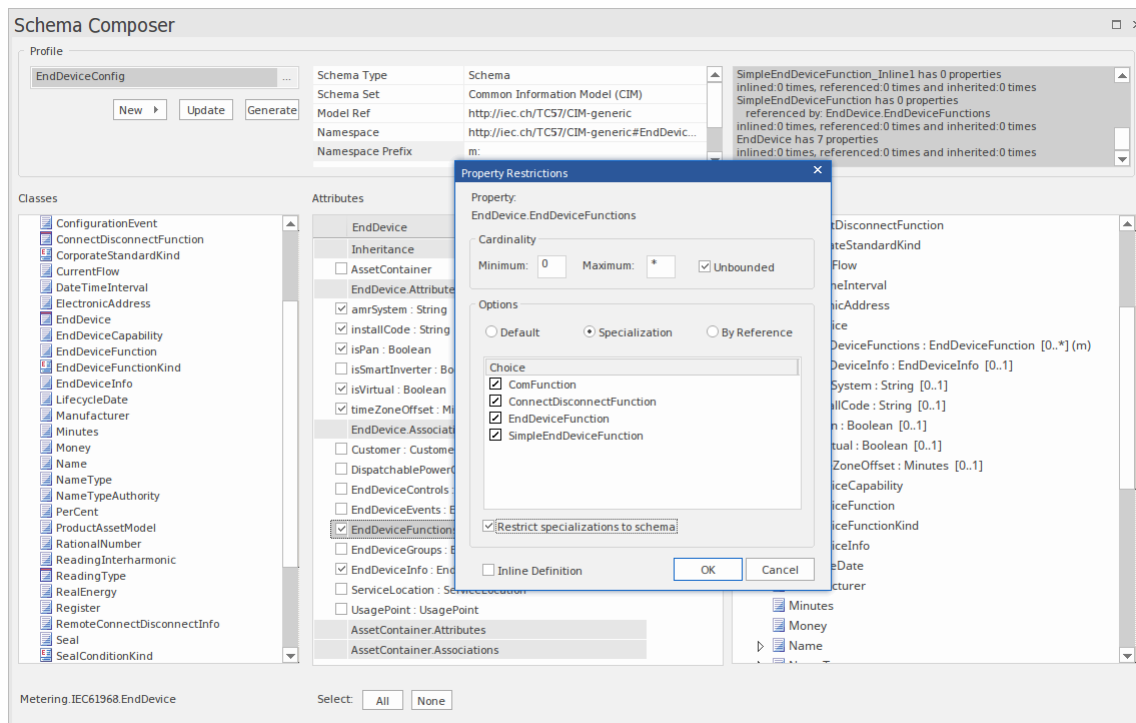 Schema Composer
Profile
EndDeviceConfig
...
New
Update
Generate
Schema Type Schema
Schema Set Common Information Model (CIM)
Model Ref http://iec.ch/TC57/CIM-generic
Namespace http://iec.ch/TC57/CIM-generic#EndDevic...
Namespace Prefix m:
SimpleEndDeviceFunction_Inline1 has 0 properties
inlined:0 times, referenced:0 times and inherited:0 times
SimpleEndDeviceFunction has 0 properties
referenced by: EndDevice.EndDeviceFunctions
inlined:0 times, referenced:0 times and inherited:0 times
EndDevice has 7 properties
inlined:0 times, referenced:0 times and inherited:0 times
Classes
ConfigurationEvent
ConnectDisconnectFunction
CorporateStandardKind
CurrentFlow
DateTimeInterval
ElectronicAddress
EndDevice
EndDeviceCapability
EndDeviceFunction
EndDeviceFunctionKind
EndDeviceInfo
LifecycleDate
Manufacturer
Minutes
Money
Name
NameType
NameTypeAuthority
PerCent
ProductAssetModel
RationalNumber
ReadingInterharmonic
ReadingType
RealEnergy
Register
RemoteConnectDisconnectInfo
Seal
SealConditionKind
Attributes
EndDevice
Inheritance
AssetContainer
EndDevice.Attribute
amrSystem : String
installCode : String
isPan : Boolean
isSmartInverter : Bo
isVirtual : Boolean
timeZoneOffset : Mi
EndDevice.Associati
Customer : Custome
DispatchablePowerC
EndDeviceControls :
EndDeviceEvents : E
EndDeviceFunctions
EndDeviceGroups : E
EndDeviceInfo : End
ServiceLocation : ServiceLocation
UsagePoint : UsagePoint
AssetContainer.Attributes
AssetContainer.Associations
Property Restrictions
Property:
EndDevice.EndDeviceFunctions
Cardinality
Minimum: 0 Maximum: * Unbounded
Options
Default Specialization By Reference
Choice
ComFunction
ConnectDisconnectFunction
EndDeviceFunction
SimpleEndDeviceFunction
Restrict specializations to schema
Inline Definition
OK
Cancel
tDisconnectFunction
ateStandardKind
Flow
neInterval
nicAddress
ice
DeviceFunctions : EndDeviceFunction [0..*] (m)
DeviceInfo : EndDeviceInfo [0..1]
System : String [0..1]
allCode : String [0..1]
n : Boolean [0..1]
tual : Boolean [0..1]
ZoneOffset : Minutes [0..1]
iceCapability
iceFunction
iceFunctionKind
iceInfo
eDate
cturer
Minutes
Money
Name
Metering.IEC61968.EndDevice
Select: All None